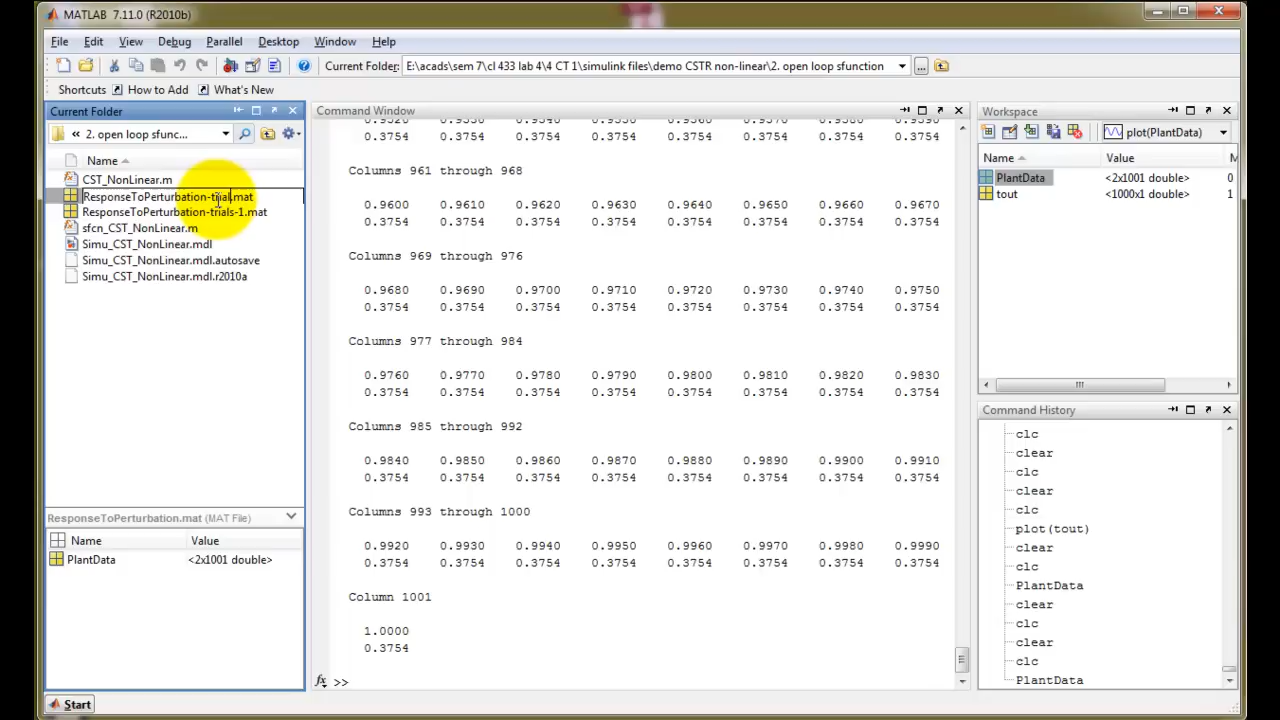 MATLAB 7.11.0 (R2010b)
File Edit View Debug Parallel Desktop Window Help
Current Folder: E:\acads\sem 7\cl 433 lab 4\4 CT 1\simulink files\demo CSTR non-linear\2. open loop sfunction
Shortcuts How to Add What's New
Current Folder
« 2. open loop sfunc...
Name
CST_NonLinear.m
ResponseToPerturbation-trial.mat
ResponseToPerturbation-trials-1.mat
sfcn_CST_NonLinear.m
Simu_CST_NonLinear.mdl
Simu_CST_NonLinear.mdl.autosave
Simu_CST_NonLinear.mdl.r2010a
ResponseToPerturbation.mat (MAT File)
Name Value
PlantData <2x1001 double>
Start
Command Window
0.3754 0.3754 0.3754 0.3754 0.3754 0.3754 0.3754 0.3754
Columns 961 through 968
0.9600 0.9610 0.9620 0.9630 0.9640 0.9650 0.9660 0.9670
0.3754 0.3754 0.3754 0.3754 0.3754 0.3754 0.3754 0.3754
Columns 969 through 976
0.9680 0.9690 0.9700 0.9710 0.9720 0.9730 0.9740 0.9750
0.3754 0.3754 0.3754 0.3754 0.3754 0.3754 0.3754 0.3754
Columns 977 through 984
0.9760 0.9770 0.9780 0.9790 0.9800 0.9810 0.9820 0.9830
0.3754 0.3754 0.3754 0.3754 0.3754 0.3754 0.3754 0.3754
Columns 985 through 992
0.9840 0.9850 0.9860 0.9870 0.9880 0.9890 0.9900 0.9910
0.3754 0.3754 0.3754 0.3754 0.3754 0.3754 0.3754 0.3754
Columns 993 through 1000
0.9920 0.9930 0.9940 0.9950 0.9960 0.9970 0.9980 0.9990
0.3754 0.3754 0.3754 0.3754 0.3754 0.3754 0.3754 0.3754
Column 1001
1.0000
0.3754
fx >>
Workspace
plot(PlantData)
Name Value M
PlantData <2x1001 double> 0
tout <1000x1 double> 1
Command History
clc
clear
clc
clear
clc
plot(tout)
clear
clc
PlantData
clear
clc
clear
clc
PlantData